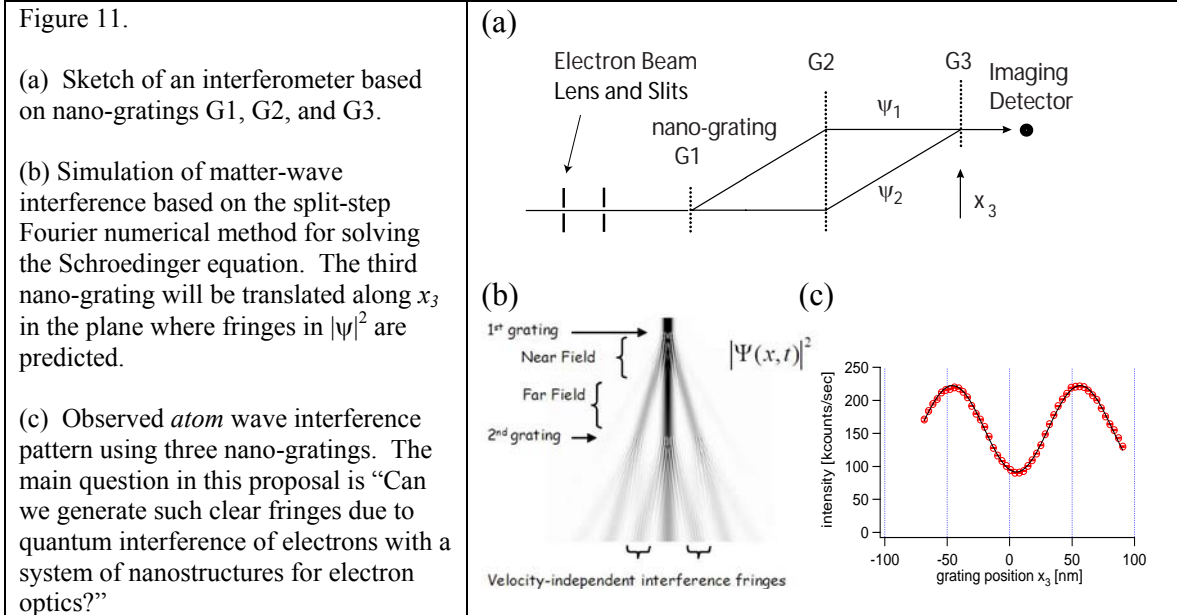 Figure 11.
(a)  Sketch of an interferometer based
on nano-gratings G1, G2, and G3.
(b) Simulation of matter-wave
interference based on the split-step
Fourier numerical method for solving
the Schroedinger equation.  The third
nano-grating will be translated along x₃
in the plane where fringes in |ψ|² are
predicted.
(c)  Observed atom wave interference
pattern using three nano-gratings.  The
main question in this proposal is “Can
we generate such clear fringes due to
quantum interference of electrons with a
system of nanostructures for electron
optics?”
(a)
Electron Beam
Lens and Slits
nano-grating
G1
G2
G3
Imaging
Detector
ψ₁
ψ₂
x₃
(b)
1st grating
Near Field
Far Field
2nd grating
|Ψ(x,t)|²
Velocity-independent interference fringes
(c)
intensity [kcounts/sec]
250
200
150
100
50
0
-100
-50
0
50
100
grating position x₃ [nm]